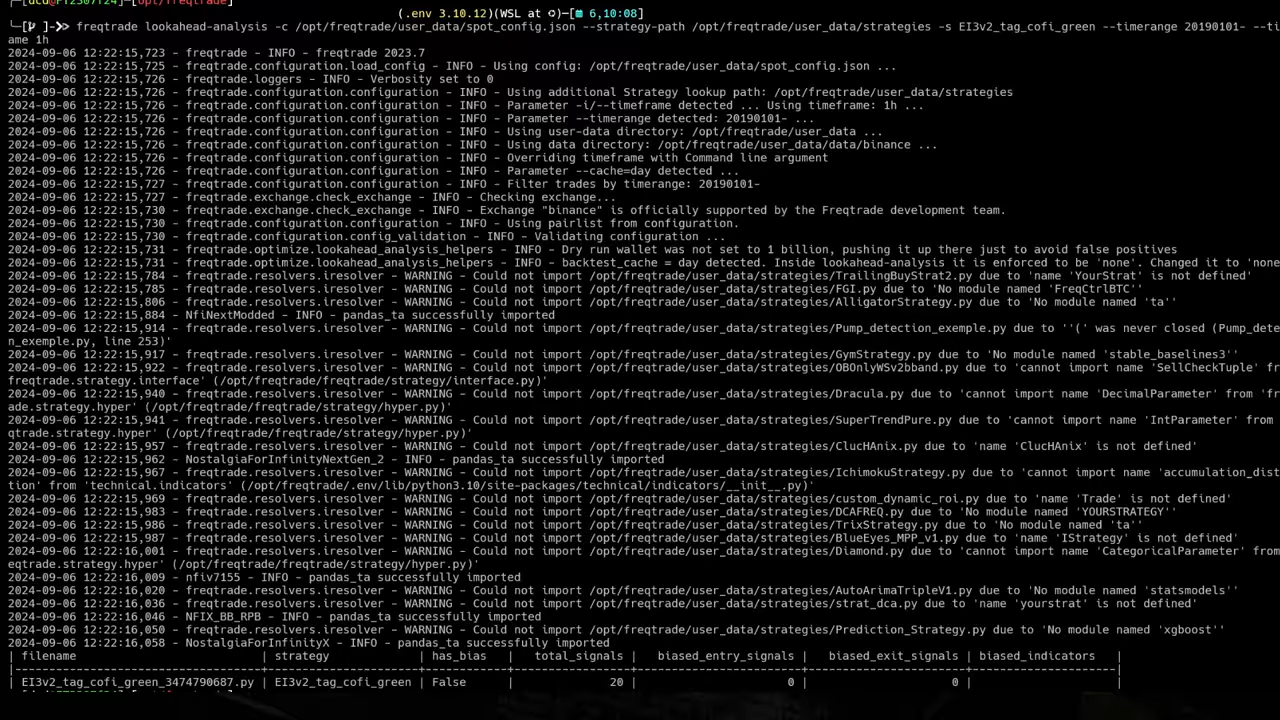 (.env 3.10.12)(WSL at
6,10:08]
freqtrade lookahead-analysis -c /opt/freqtrade/user_data/spot_config.json --strategy-path /opt/freqtrade/user_data/strategies -s EI3v2_tag_cofi_green --timerange 20190101- --ti
ame 1h
2024-09-06 12:22:15,723 - freqtrade - INFO - freqtrade 2023.7
2024-09-06 12:22:15,725 - freqtrade.configuration.load_config - INFO - Using config: /opt/freqtrade/user_data/spot_config.json ...
2024-09-06 12:22:15,726 - freqtrade.loggers - INFO - Verbosity set to 0
2024-09-06 12:22:15,726 - freqtrade.configuration.configuration - INFO - Using additional Strategy lookup path: /opt/freqtrade/user_data/strategies
2024-09-06 12:22:15,726 - freqtrade.configuration.configuration - INFO - Parameter -i/--timeframe detected ... Using timeframe: 1h ...
2024-09-06 12:22:15,726 - freqtrade.configuration.configuration - INFO - Parameter --timerange detected: 20190101- ...
2024-09-06 12:22:15,726 - freqtrade.configuration.configuration - INFO - Using user-data directory: /opt/freqtrade/user_data ...
2024-09-06 12:22:15,726 - freqtrade.configuration.configuration - INFO - Using data directory: /opt/freqtrade/user_data/data/binance ...
2024-09-06 12:22:15,726 - freqtrade.configuration.configuration - INFO - Overriding timeframe with Command line argument
2024-09-06 12:22:15,726 - freqtrade.configuration.configuration - INFO - Parameter --cache=day detected ...
2024-09-06 12:22:15,727 - freqtrade.configuration.configuration - INFO - Filter trades by timerange: 20190101-
2024-09-06 12:22:15,727 - freqtrade.exchange.check_exchange - INFO - Checking exchange...
2024-09-06 12:22:15,730 - freqtrade.exchange.check_exchange - INFO - Exchange "binance" is officially supported by the Freqtrade development team.
2024-09-06 12:22:15,730 - freqtrade.configuration.configuration - INFO - Using pairlist from configuration.
2024-09-06 12:22:15,730 - freqtrade.configuration.config_validation - INFO - Validating configuration ...
2024-09-06 12:22:15,731 - freqtrade.optimize.lookahead_analysis_helpers - INFO - Dry run wallet was not set to 1 billion, pushing it up there just to avoid false positives
2024-09-06 12:22:15,731 - freqtrade.optimize.lookahead_analysis_helpers - INFO - backtest_cache = day detected. Inside lookahead-analysis it is enforced to be 'none'. Changed it to 'none
2024-09-06 12:22:15,784 - freqtrade.resolvers.iresolver - WARNING - Could not import /opt/freqtrade/user_data/strategies/TrailingBuyStrat2.py due to 'name 'YourStrat' is not defined'
2024-09-06 12:22:15,785 - freqtrade.resolvers.iresolver - WARNING - Could not import /opt/freqtrade/user_data/strategies/FGI.py due to 'No module named 'FreqCtrlBTC''
2024-09-06 12:22:15,806 - freqtrade.resolvers.iresolver - WARNING - Could not import /opt/freqtrade/user_data/strategies/AlligatorStrategy.py due to 'No module named 'ta''
2024-09-06 12:22:15,884 - NfiNextModded - INFO - pandas_ta successfully imported
2024-09-06 12:22:15,914 - freqtrade.resolvers.iresolver - WARNING - Could not import /opt/freqtrade/user_data/strategies/Pump_detection_exemple.py due to ''(' was never closed (Pump_dete
n_exemple.py, line 253)'
2024-09-06 12:22:15,917 - freqtrade.resolvers.iresolver - WARNING - Could not import /opt/freqtrade/user_data/strategies/GymStrategy.py due to 'No module named 'stable_baselines3''
2024-09-06 12:22:15,922 - freqtrade.resolvers.iresolver - WARNING - Could not import /opt/freqtrade/user_data/strategies/OBOnlyWSv2bband.py due to 'cannot import name 'SellCheckTuple' fr
freqtrade.strategy.interface' (/opt/freqtrade/freqtrade/strategy/interface.py)'
2024-09-06 12:22:15,940 - freqtrade.resolvers.iresolver - WARNING - Could not import /opt/freqtrade/user_data/strategies/Dracula.py due to 'cannot import name 'DecimalParameter' from 'fr
ade.strategy.hyper' (/opt/freqtrade/freqtrade/strategy/hyper.py)'
2024-09-06 12:22:15,941 - freqtrade.resolvers.iresolver - WARNING - Could not import /opt/freqtrade/user_data/strategies/SuperTrendPure.py due to 'cannot import name 'IntParameter' from
qtrade.strategy.hyper' (/opt/freqtrade/freqtrade/strategy/hyper.py)'
2024-09-06 12:22:15,957 - freqtrade.resolvers.iresolver - WARNING - Could not import /opt/freqtrade/user_data/strategies/ClucHAnix.py due to 'name 'ClucHAnix' is not defined'
2024-09-06 12:22:15,962 - NostalgiaForInfinityNextGen_2 - INFO - pandas_ta successfully imported
2024-09-06 12:22:15,967 - freqtrade.resolvers.iresolver - WARNING - Could not import /opt/freqtrade/user_data/strategies/IchimokuStrategy.py due to 'cannot import name 'accumulation_dist
tion' from 'technical.indicators' (/opt/freqtrade/.env/lib/python3.10/site-packages/technical/indicators/__init__.py)'
2024-09-06 12:22:15,969 - freqtrade.resolvers.iresolver - WARNING - Could not import /opt/freqtrade/user_data/strategies/custom_dynamic_roi.py due to 'name 'Trade' is not defined'
2024-09-06 12:22:15,983 - freqtrade.resolvers.iresolver - WARNING - Could not import /opt/freqtrade/user_data/strategies/DCAFREQ.py due to 'No module named 'YOURSTRATEGY''
2024-09-06 12:22:15,986 - freqtrade.resolvers.iresolver - WARNING - Could not import /opt/freqtrade/user_data/strategies/TrixStrategy.py due to 'No module named 'ta''
2024-09-06 12:22:15,987 - freqtrade.resolvers.iresolver - WARNING - Could not import /opt/freqtrade/user_data/strategies/BlueEyes_MPP_v1.py due to 'name 'IStrategy' is not defined'
2024-09-06 12:22:16,001 - freqtrade.resolvers.iresolver - WARNING - Could not import /opt/freqtrade/user_data/strategies/Diamond.py due to 'cannot import name 'CategoricalParameter' from
eqtrade.strategy.hyper' (/opt/freqtrade/freqtrade/strategy/hyper.py)'
2024-09-06 12:22:16,009 - nfiv7155 - INFO - pandas_ta successfully imported
2024-09-06 12:22:16,020 - freqtrade.resolvers.iresolver - WARNING - Could not import /opt/freqtrade/user_data/strategies/AutoArimaTripleV1.py due to 'No module named 'statsmodels''
2024-09-06 12:22:16,036 - freqtrade.resolvers.iresolver - WARNING - Could not import /opt/freqtrade/user_data/strategies/strat_dca.py due to 'name 'yourstrat' is not defined'
2024-09-06 12:22:16,046 - NFIX_BB_RPB - INFO - pandas_ta successfully imported
2024-09-06 12:22:16,050 - freqtrade.resolvers.iresolver - WARNING - Could not import /opt/freqtrade/user_data/strategies/Prediction_Strategy.py due to 'No module named 'xgboost''
2024-09-06 12:22:16,058 - NostalgiaForInfinityX - INFO - pandas_ta successfully imported
| filename | strategy | has_bias | total_signals | biased_entry_signals | biased_exit_signals | biased_indicators |
| EI3v2_tag_cofi_green_3474790687.py | EI3v2_tag_cofi_green | False | 20 | 0 | 0 | |